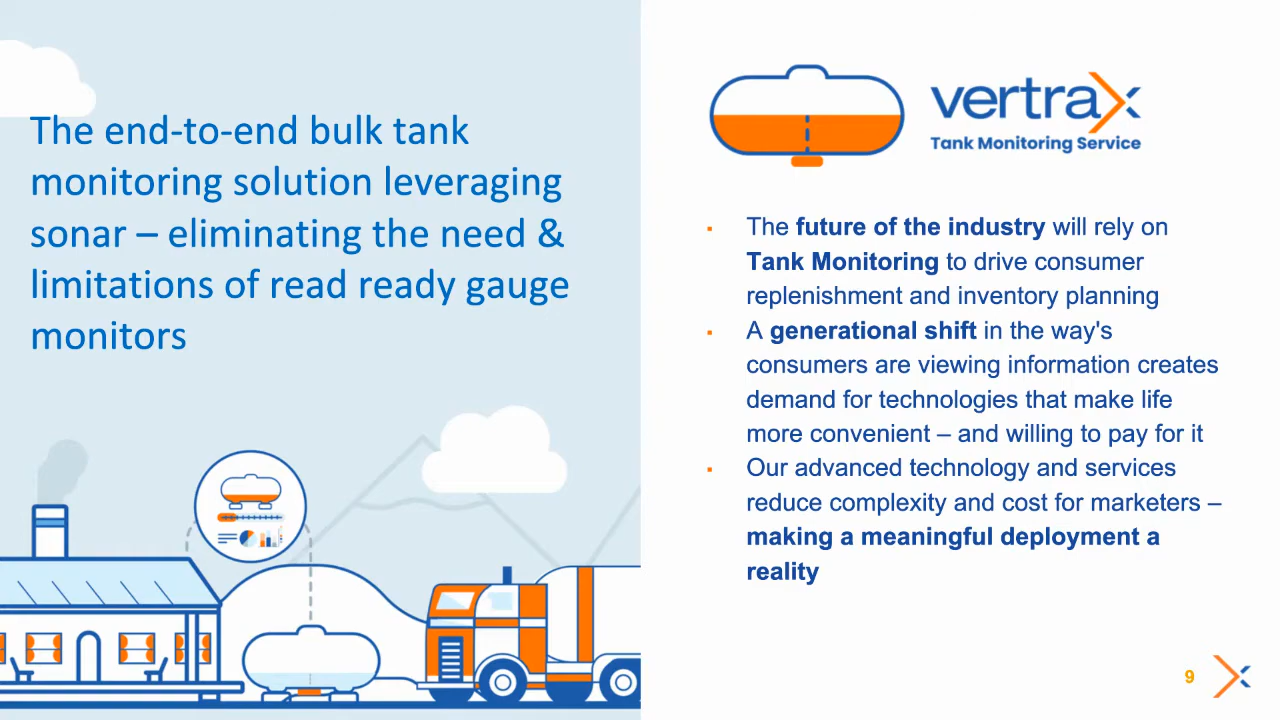 The end-to-end bulk tank
monitoring solution leveraging
sonar – eliminating the need &
limitations of read ready gauge
monitors
vertrax
Tank Monitoring Service
▪ The future of the industry will rely on
Tank Monitoring to drive consumer
replenishment and inventory planning
▪ A generational shift in the way's
consumers are viewing information creates
demand for technologies that make life
more convenient – and willing to pay for it
▪ Our advanced technology and services
reduce complexity and cost for marketers –
making a meaningful deployment a
reality
9